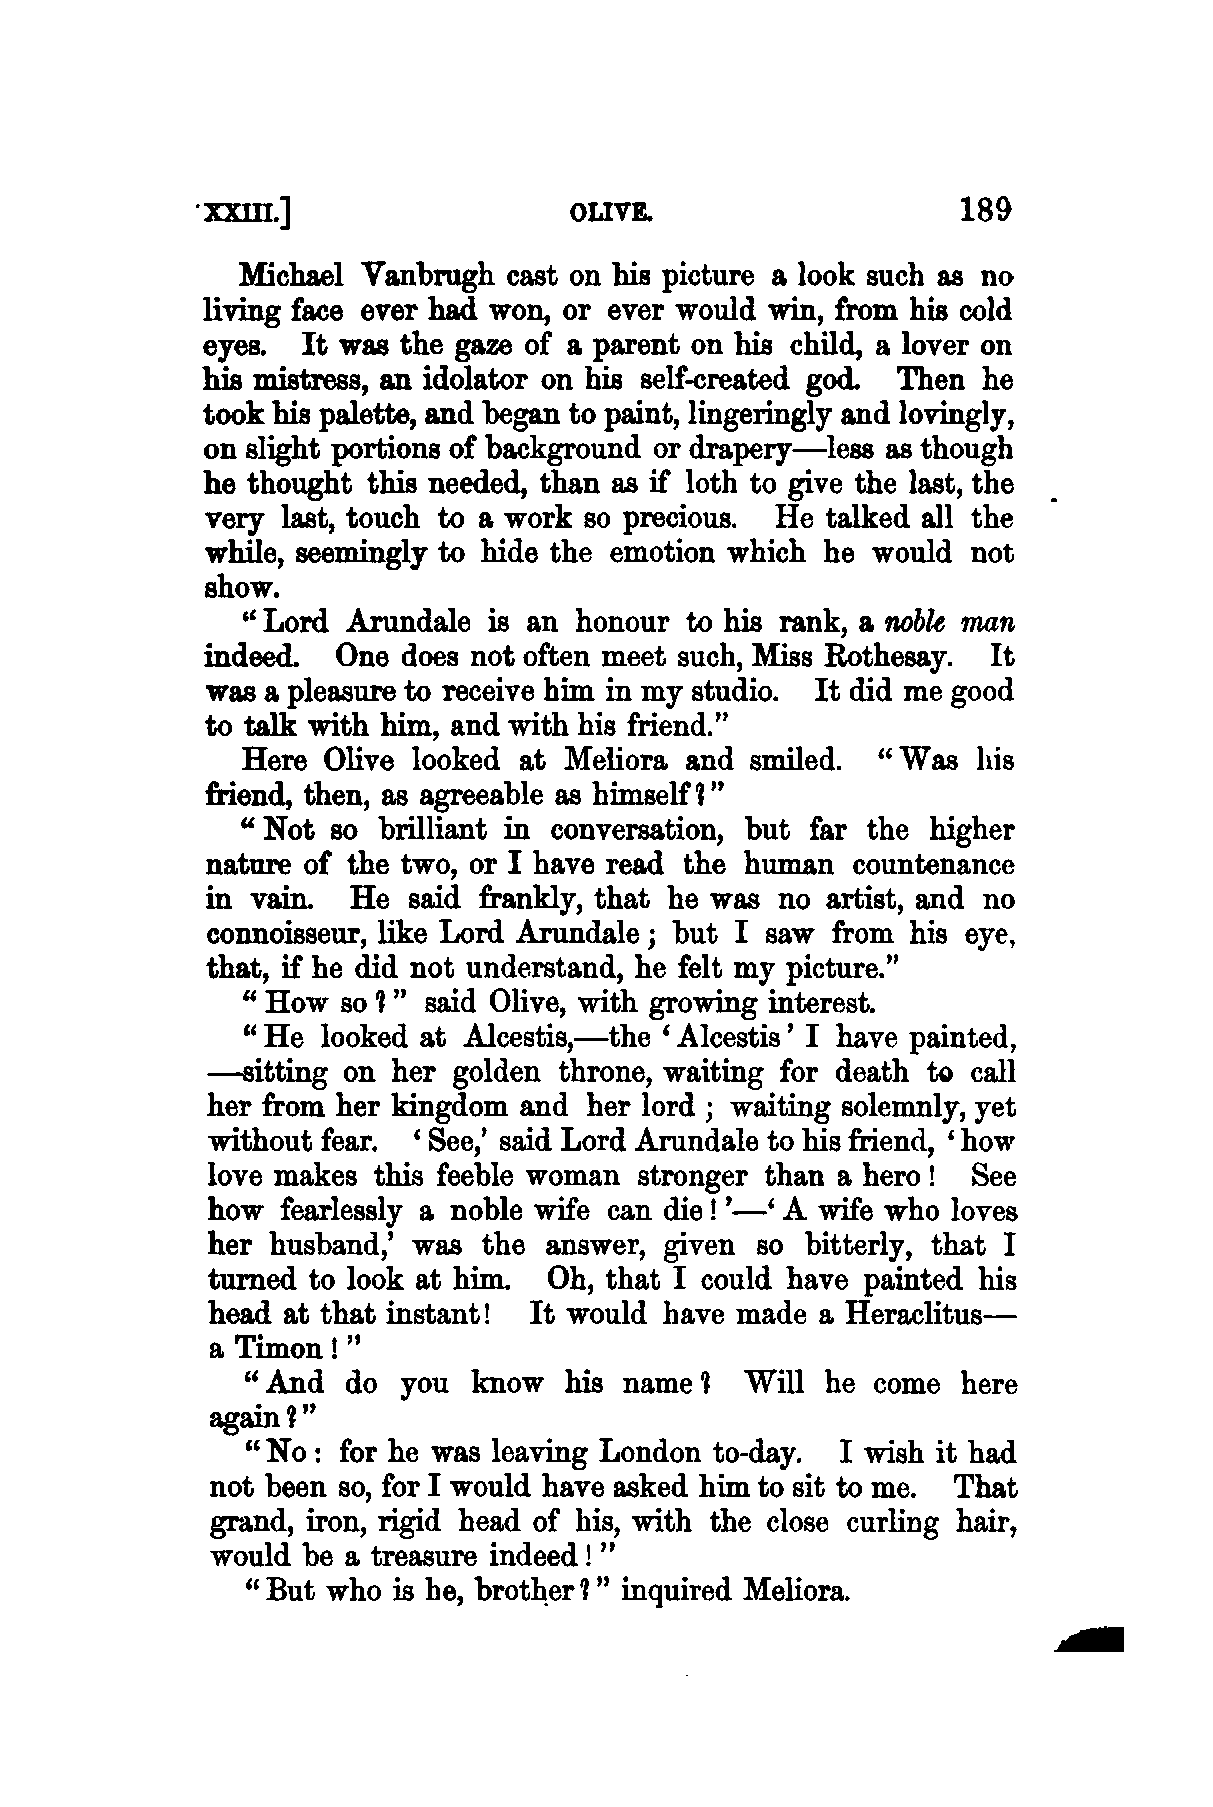 XXIII.] OLIVE. 189
Michael Vanbrugh cast on his picture a look such as no
living face ever had won, or ever would win, from his cold
eyes. It was the gaze of a parent on his child, a lover on
his mistress, an idolator on his self-created god. Then he
took his palette, and began to paint, lingeringly and lovingly,
on slight portions of background or drapery—less as though
he thought this needed, than as if loth to give the last, the
very last, touch to a work so precious. He talked all the
while, seemingly to hide the emotion which he would not
show.
“Lord Arundale is an honour to his rank, a noble man
indeed. One does not often meet such, Miss Rothesay. It
was a pleasure to receive him in my studio. It did me good
to talk with him, and with his friend.”
Here Olive looked at Meliora and smiled. “Was his
friend, then, as agreeable as himself?”
“Not so brilliant in conversation, but far the higher
nature of the two, or I have read the human countenance
in vain. He said frankly, that he was no artist, and no
connoisseur, like Lord Arundale; but I saw from his eye,
that, if he did not understand, he felt my picture.”
“How so?” said Olive, with growing interest.
“He looked at Alcestis,—the ‘Alcestis’ I have painted,
—sitting on her golden throne, waiting for death to call
her from her kingdom and her lord; waiting solemnly, yet
without fear. ‘See,’ said Lord Arundale to his friend, ‘how
love makes this feeble woman stronger than a hero! See
how fearlessly a noble wife can die!’—‘A wife who loves
her husband,’ was the answer, given so bitterly, that I
turned to look at him. Oh, that I could have painted his
head at that instant! It would have made a Heraclitus—
a Timon!”
“And do you know his name? Will he come here
again?”
“No: for he was leaving London to-day. I wish it had
not been so, for I would have asked him to sit to me. That
grand, iron, rigid head of his, with the close curling hair,
would be a treasure indeed!”
“But who is he, brother?” inquired Meliora.